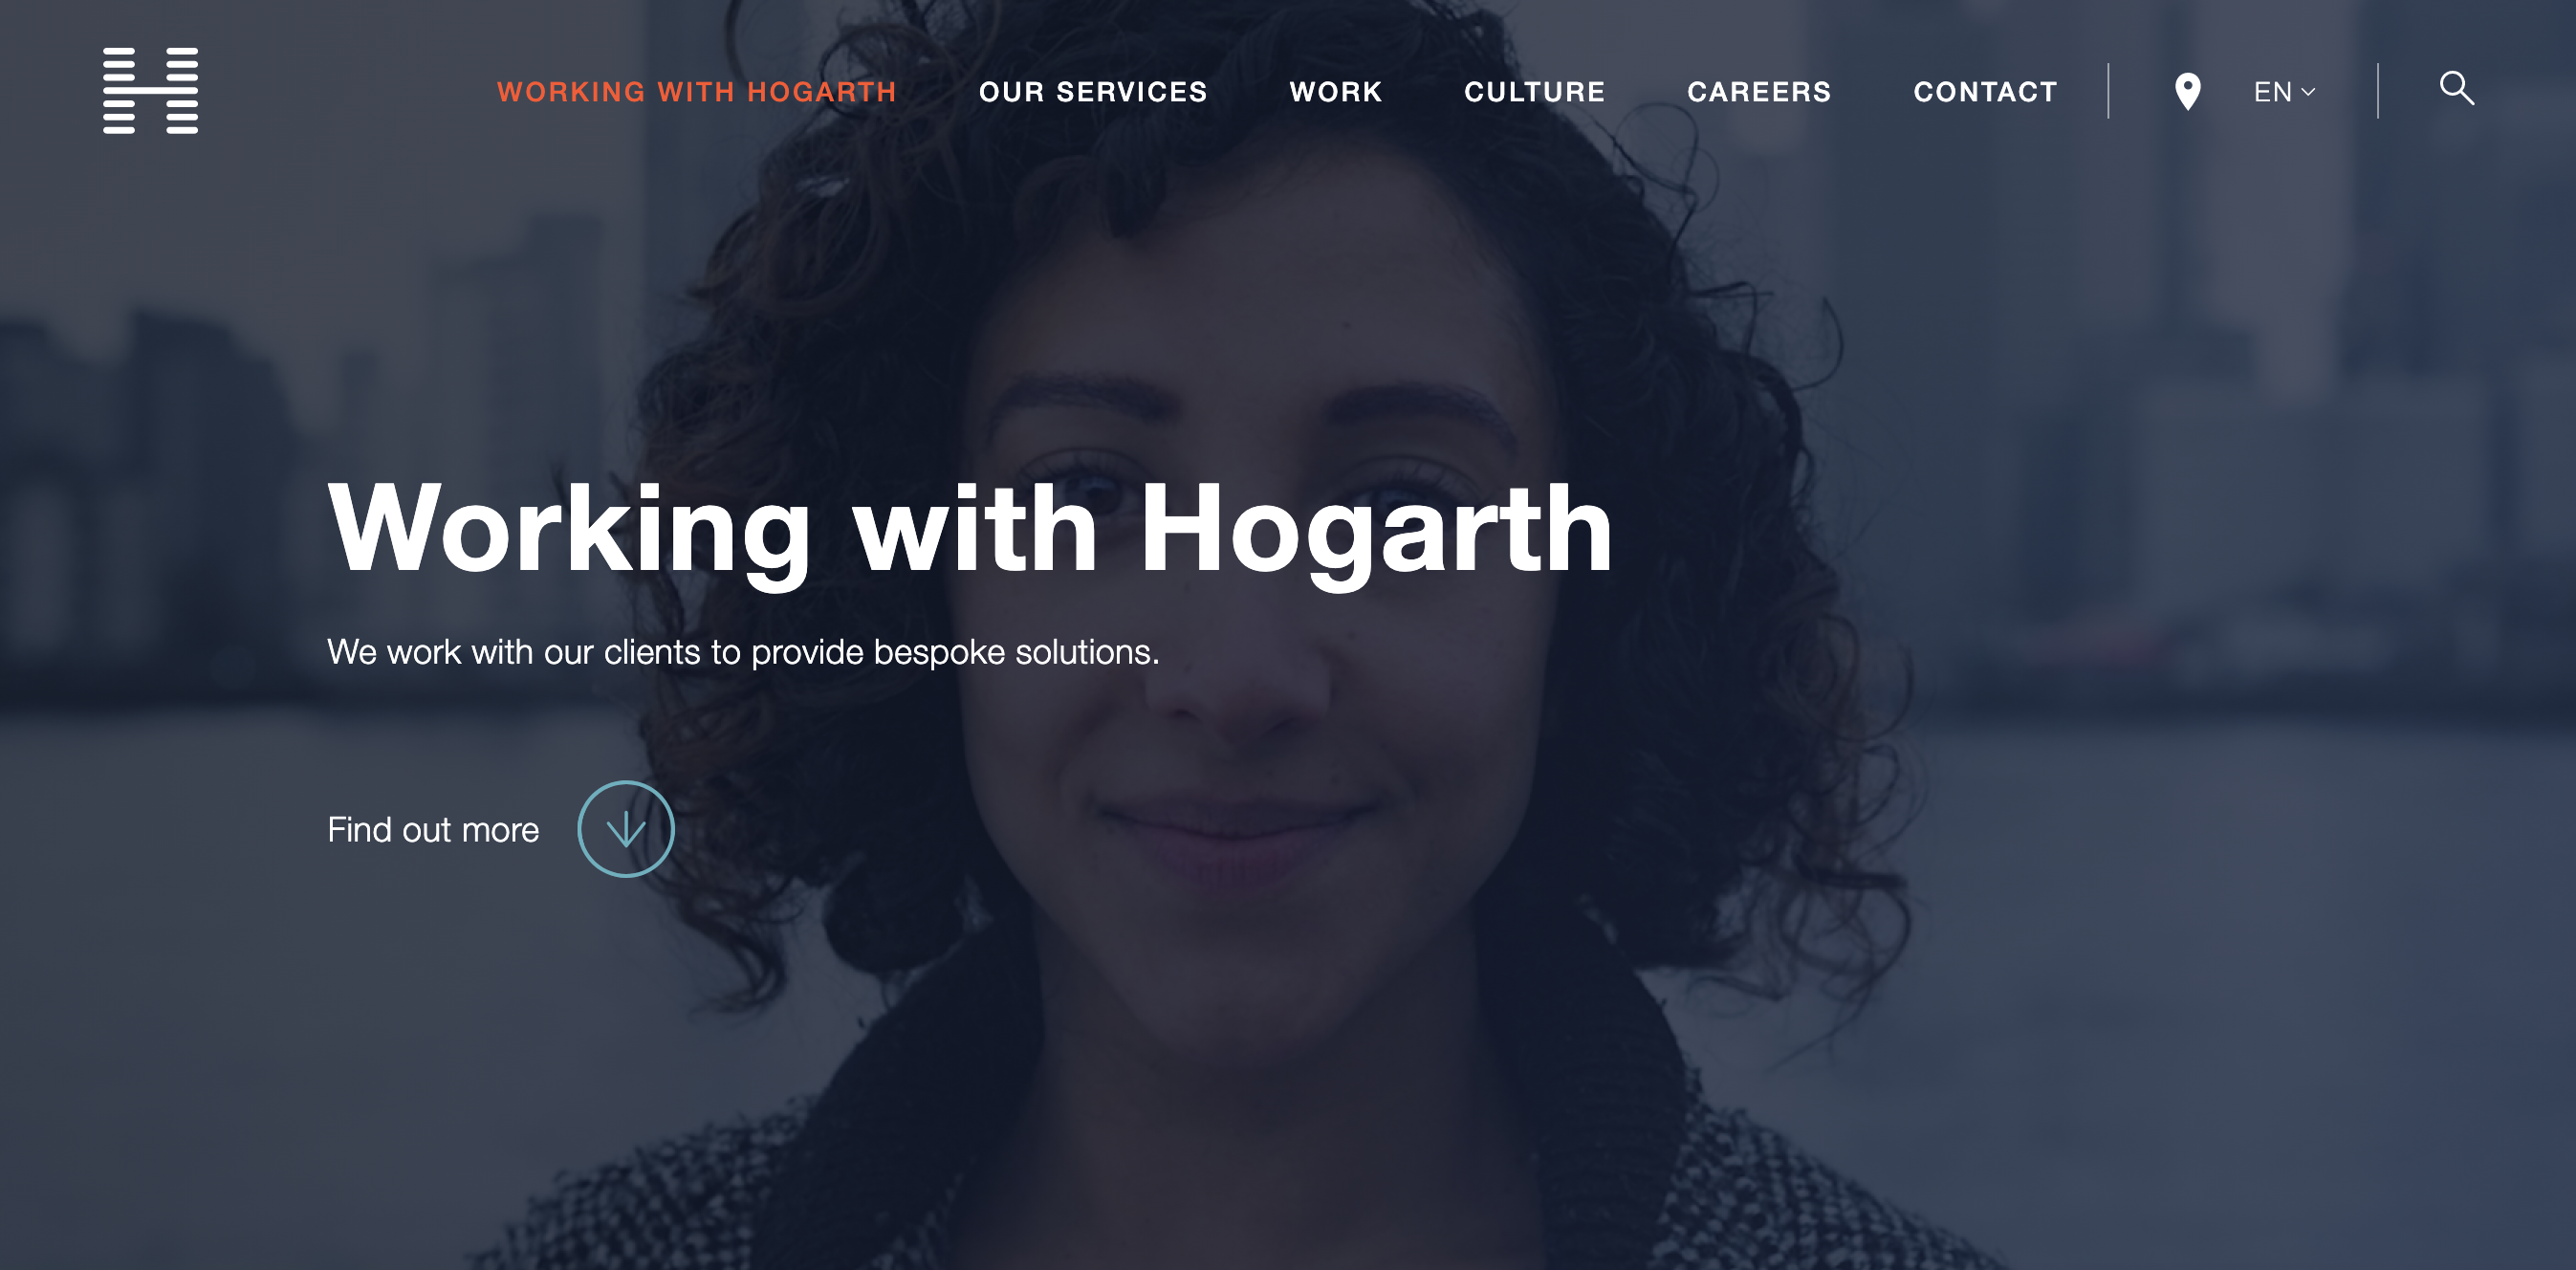 WORKING WITH HOGARTH OUR SERVICES WORK CULTURE CAREERS CONTACT EN
Working with Hogarth
We work with our clients to provide bespoke solutions.
Find out more